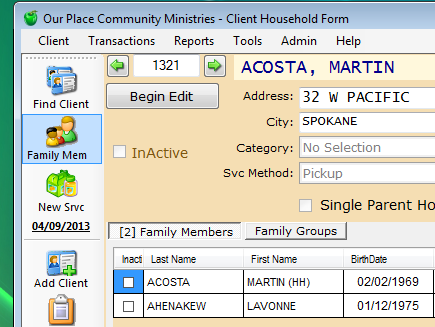 Our Place Community Ministries - Client Household Form
Client Transactions Reports Tools Admin Help
1321 ACOSTA, MARTIN
Find Client
Begin Edit
Address: 32 W PACIFIC
City: SPOKANE
Family Mem
InActive
Category: No Selection
Svc Method: Pickup
New Srvc
Single Parent Ho
04/09/2013
[2] Family Members Family Groups
Inacti Last Name First Name BirthDate
ACOSTA MARTIN (HH) 02/02/1969
Add Client
AHENAKEW LAVONNE 01/12/1975